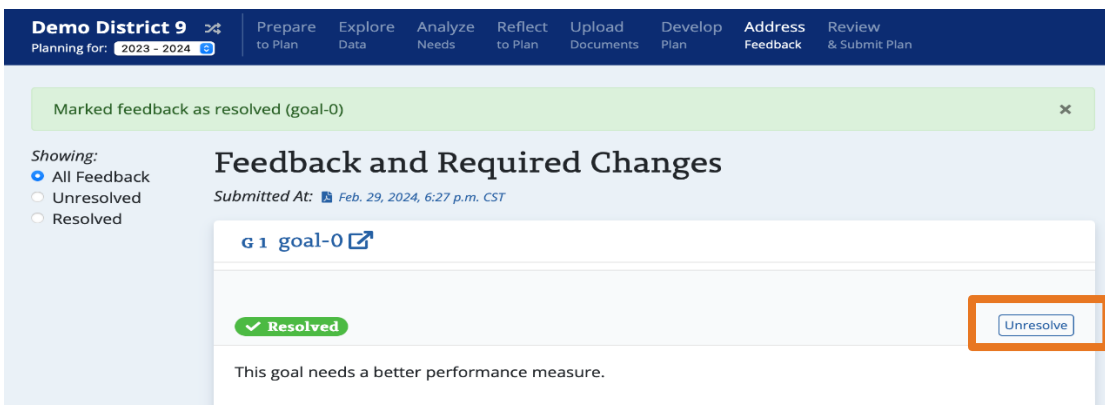 Demo District 9
Planning for: 2023 - 2024
Prepare
to Plan
Explore
Data
Analyze
Needs
Reflect
to Plan
Upload
Documents
Develop
Plan
Address
Feedback
Review
& Submit Plan
Marked feedback as resolved (goal-0)
×
Showing:
All Feedback
Unresolved
Resolved
Feedback and Required Changes
Submitted At: Feb. 29, 2024, 6:27 p.m. CST
G 1 goal-0
Resolved
Unresolve
This goal needs a better performance measure.